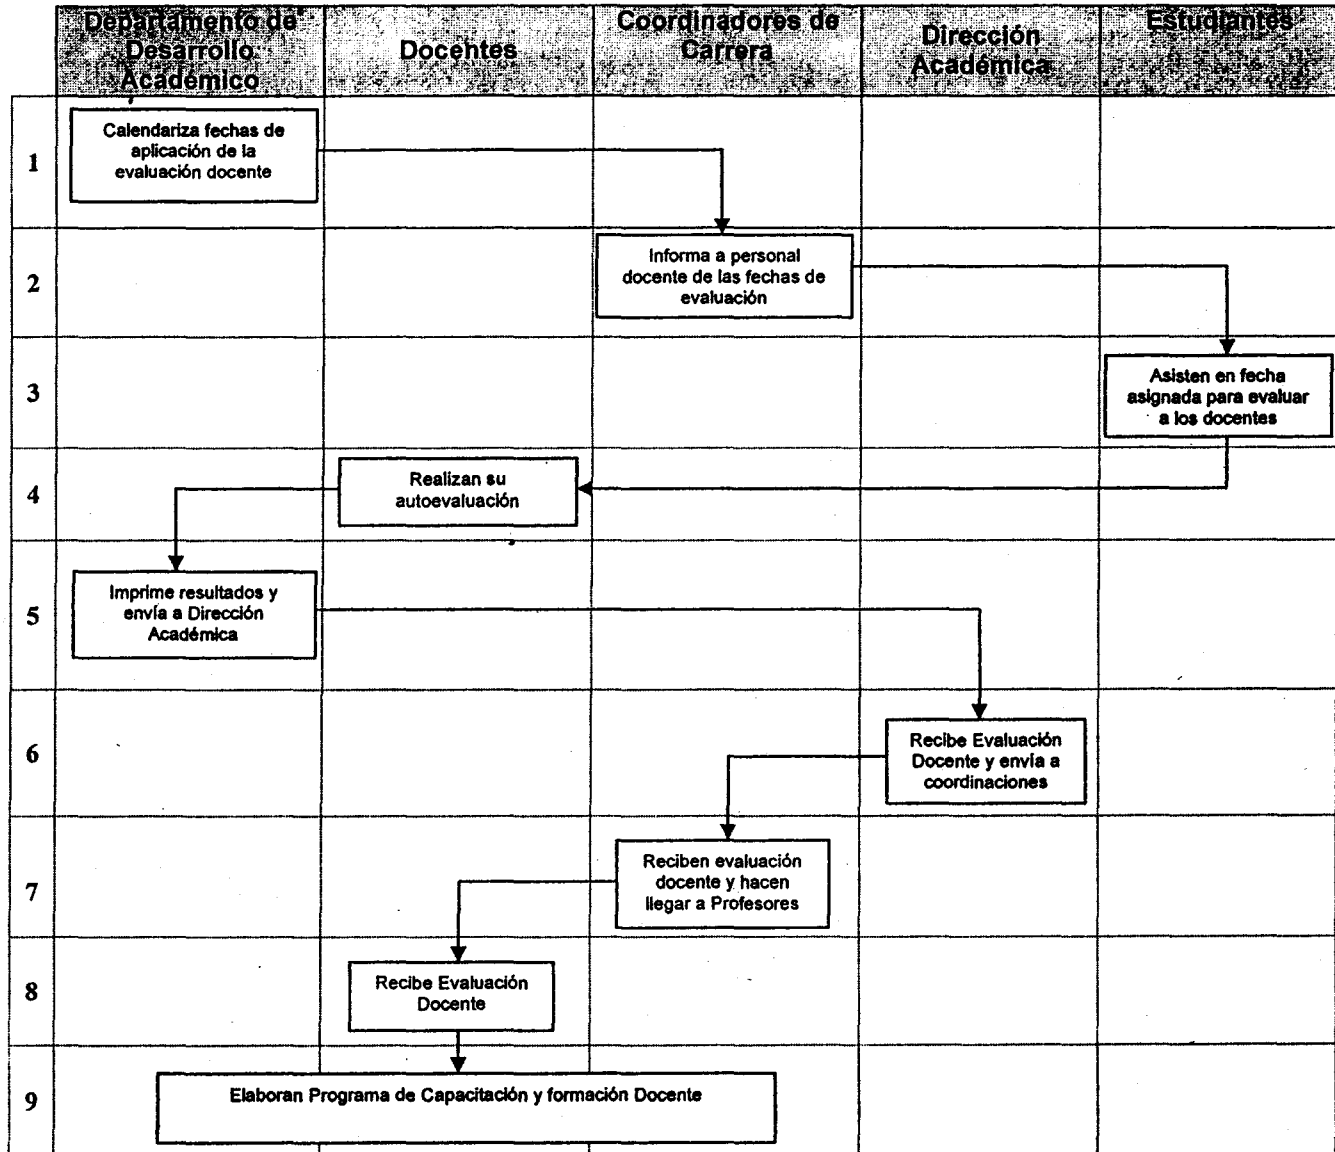 Departamento de
Desarrollo
Académico
Docentes
Coordinadores de
Carrera
Dirección
Académica
Estudiantes
1
Calendariza fechas de
aplicación de la
evaluación docente
2
Informa a personal
docente de las fechas de
evaluación
3
Asisten en fecha
asignada para evaluar
a los docentes
4
Realizan su
autoevaluación
5
Imprime resultados y
envía a Dirección
Académica
6
Recibe Evaluación
Docente y envía a
coordinaciones
7
Reciben evaluación
docente y hacen
llegar a Profesores
8
Recibe Evaluación
Docente
9
Elaboran Programa de Capacitación y formación Docente